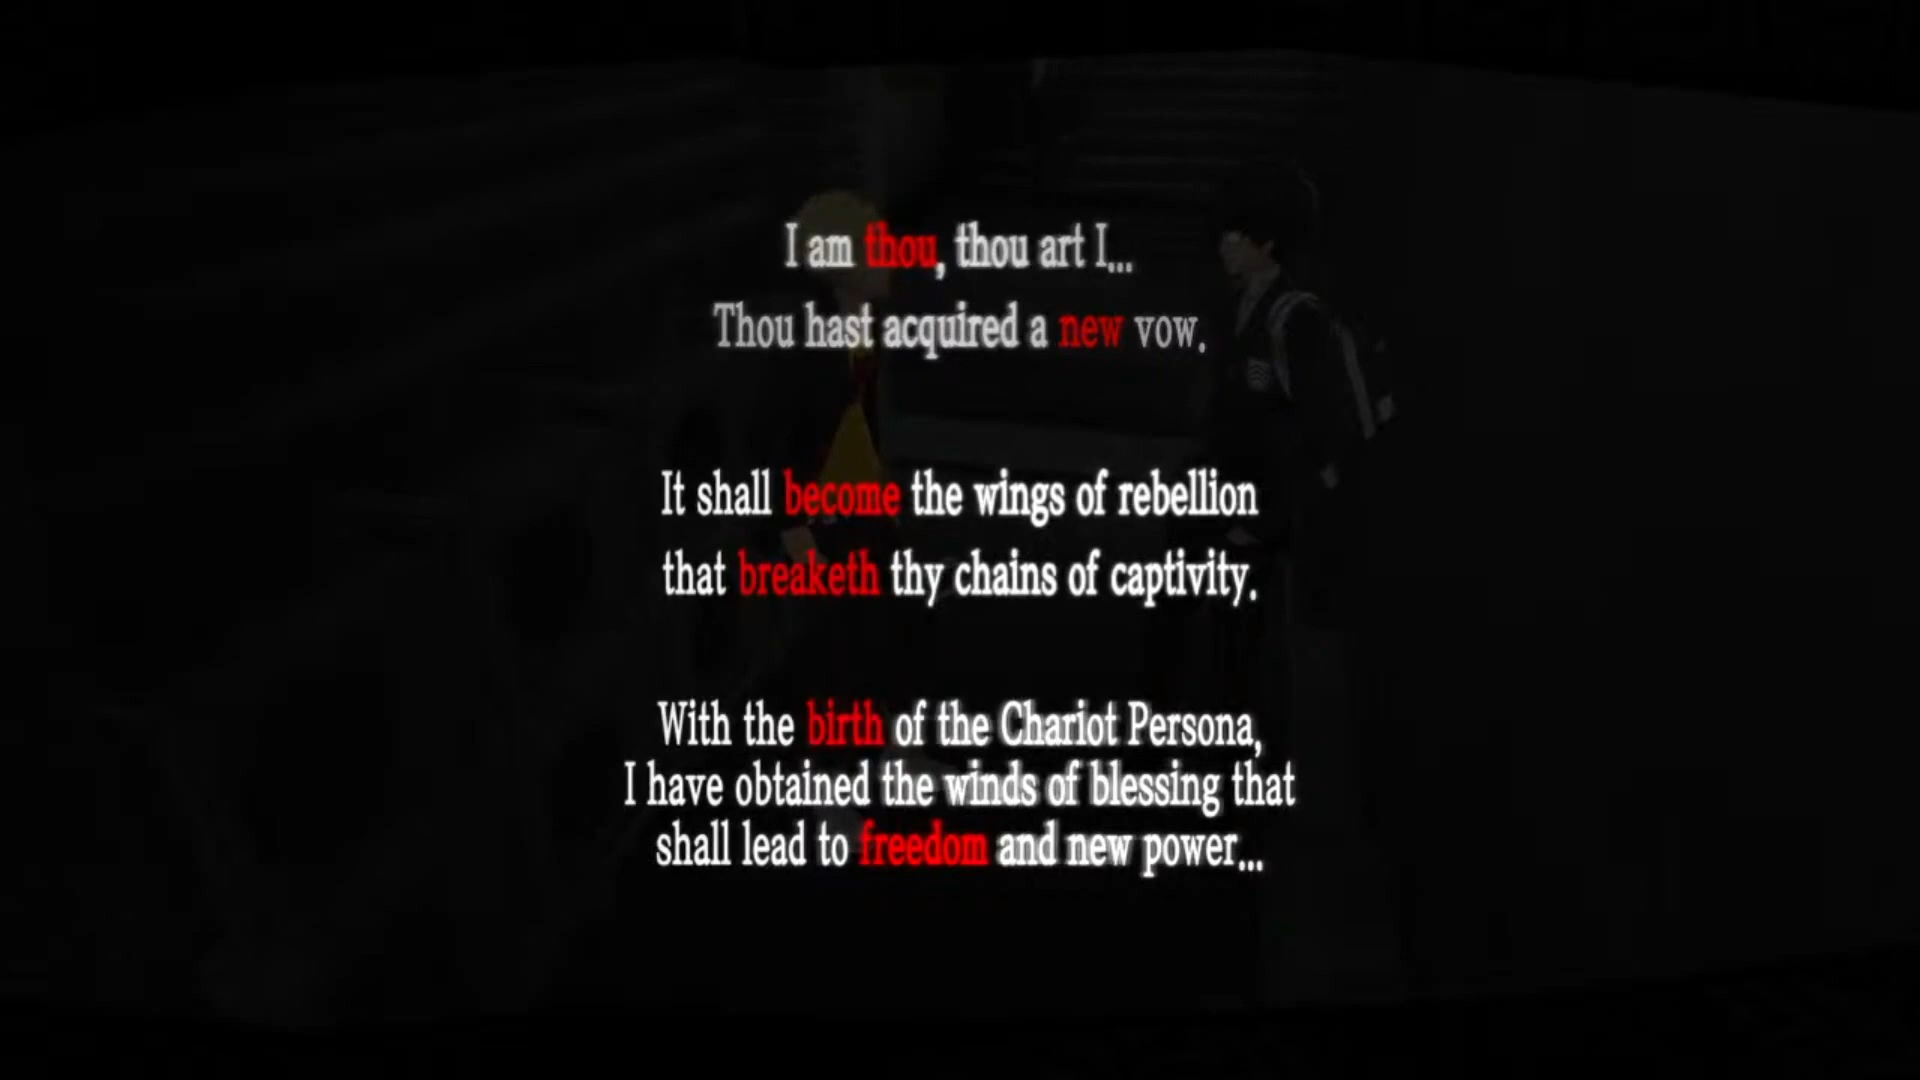 I am thou, thou art I...
Thou hast acquired a new vow.
It shall become the wings of rebellion
that breaketh thy chains of captivity.
With the birth of the Chariot Persona,
I have obtained the winds of blessing that
shall lead to freedom and new power...